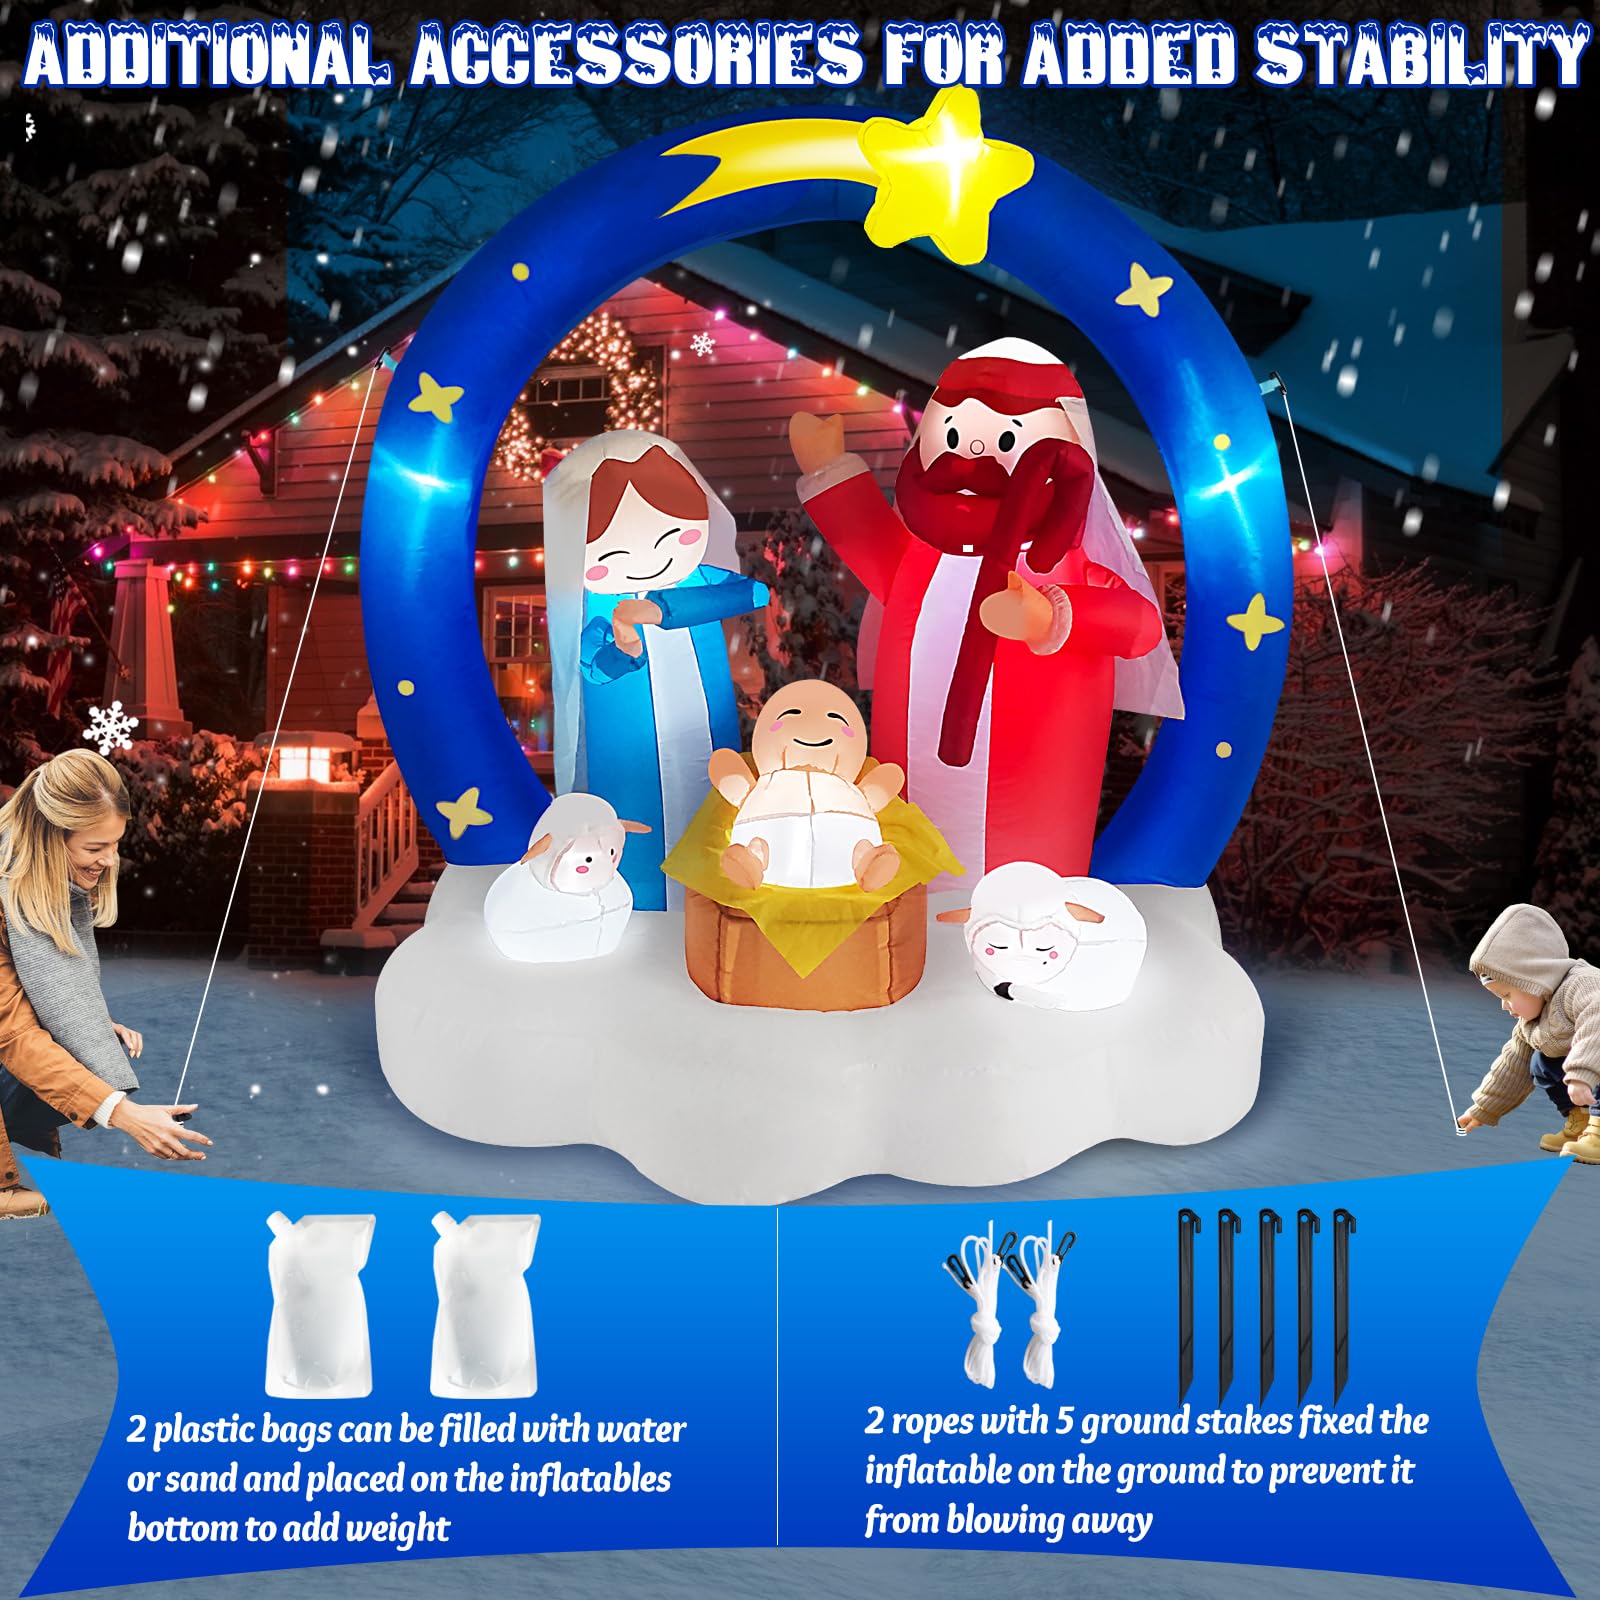 ADDITIONAL ACCESSORIES FOR ADDED STABILITY
2 plastic bags can be filled with water
or sand and placed on the inflatables
bottom to add weight
2 ropes with 5 ground stakes fixed the
inflatable on the ground to prevent it
from blowing away